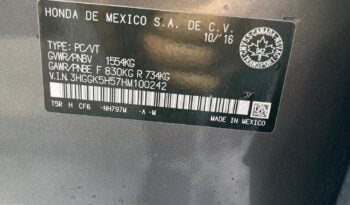 HONDA DE MEXICO S.A. DE C.V.
10/'16
TYPE: PC/VT
GVWR/PNBV 1554KG
GAWR/PNBE F 830KG R 734KG
V.I.N. 3HGGK5H57HM100242
T5R H CF6 -NH797M -A -M
MADE IN MEXICO